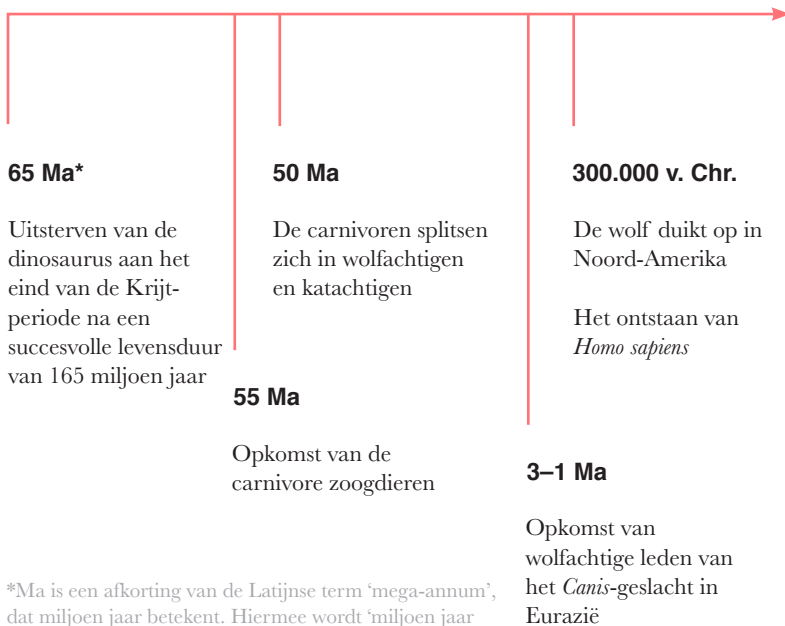 65 Ma*
Uitsterven van de
dinosaurus aan het
eind van de Krijt-
periode na een
succesvolle levensduur
van 165 miljoen jaar
55 Ma
Opkomst van de
carnivore zoogdieren
50 Ma
De carnivoren splitsen
zich in wolfachtigen
en katachtigen
3–1 Ma
Opkomst van
wolfachtige leden van
het Canis-geslacht in
Eurazië
300.000 v. Chr.
De wolf duikt op in
Noord-Amerika
Het ontstaan van
Homo sapiens
*Ma is een afkorting van de Latijnse term ‘mega-annum’,
dat miljoen jaar betekent. Hiermee wordt ‘miljoen jaar